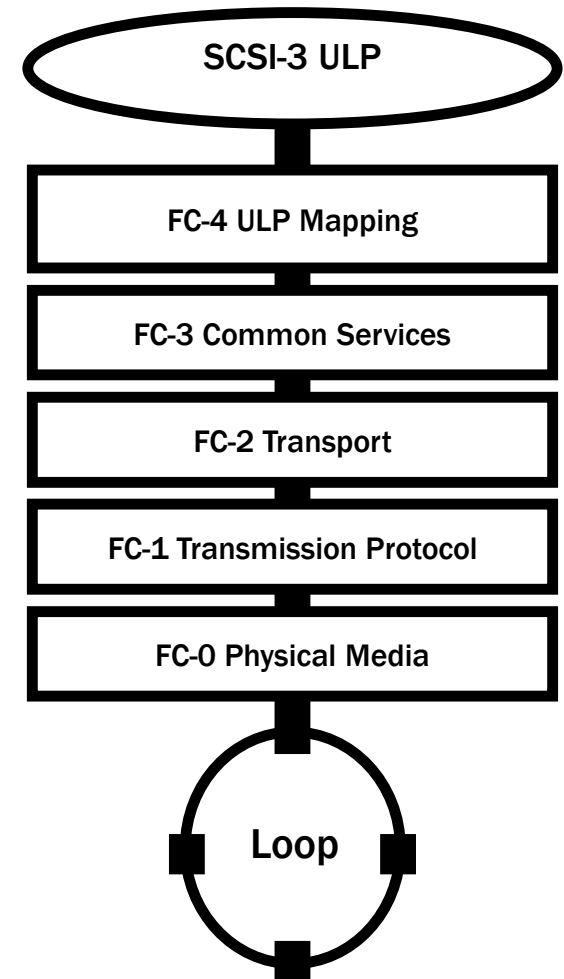 SCSI-3 ULP
FC-4 ULP Mapping
FC-3 Common Services
FC-2 Transport
FC-1 Transmission Protocol
FC-0 Physical Media
Loop